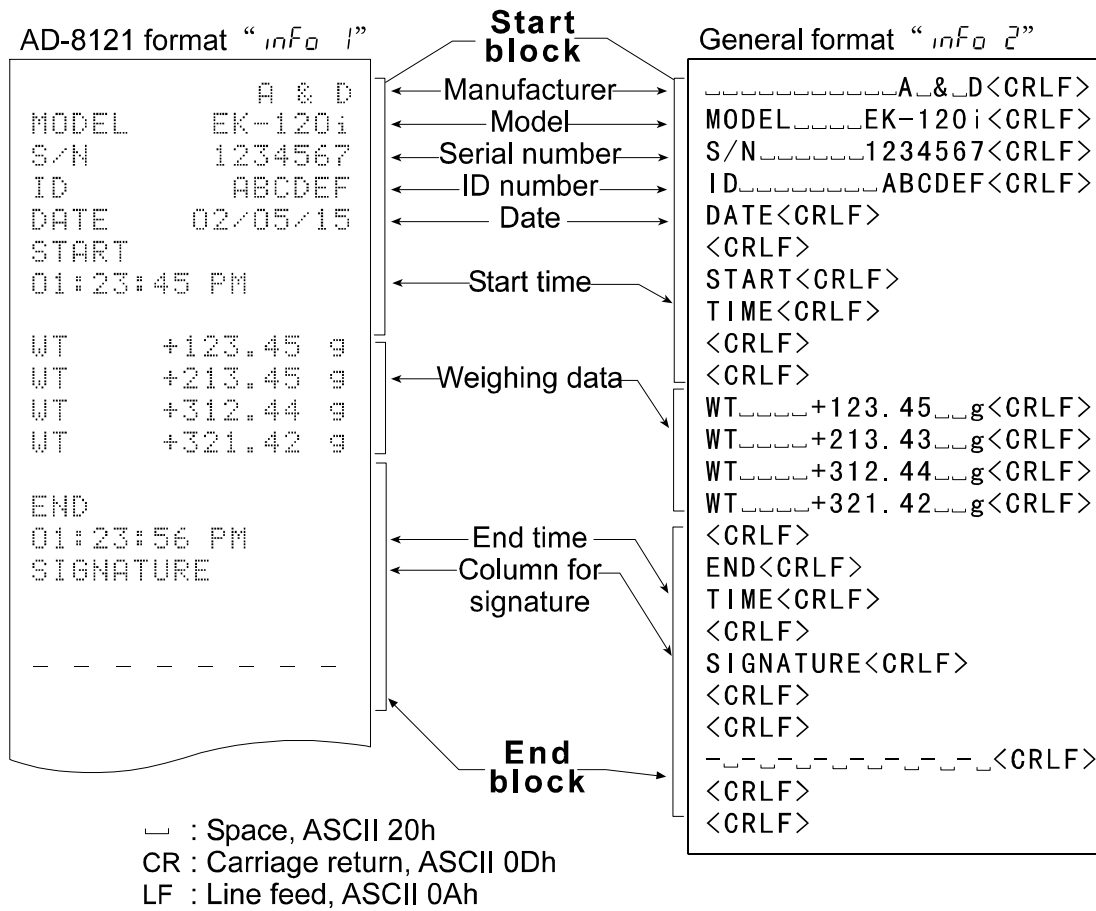 AD-8121 format “ inFo 1”
A & D
MODEL EK-120i
S/N 1234567
ID ABCDEF
DATE 02/05/15
START
01:23:45 PM
WT +123.45 g
WT +213.45 g
WT +312.44 g
WT +321.42 g
END
01:23:56 PM
SIGNATURE
_ _ _ _ _ _ _ _
Start block
Manufacturer
Model
Serial number
ID number
Date
Start time
Weighing data
End time
Column for
signature
End block
General format “ inFo 2”
␣␣␣␣␣␣␣␣␣␣␣A␣&␣D<CRLF>
MODEL␣␣␣␣EK-120i<CRLF>
S/N␣␣␣␣␣␣1234567<CRLF>
ID␣␣␣␣␣␣␣␣ABCDEF<CRLF>
DATE<CRLF>
<CRLF>
START<CRLF>
TIME<CRLF>
<CRLF>
<CRLF>
WT␣␣␣␣+123.45␣␣g<CRLF>
WT␣␣␣␣+213.43␣␣g<CRLF>
WT␣␣␣␣+312.44␣␣g<CRLF>
WT␣␣␣␣+321.42␣␣g<CRLF>
<CRLF>
END<CRLF>
TIME<CRLF>
<CRLF>
SIGNATURE<CRLF>
<CRLF>
<CRLF>
-␣-␣-␣-␣-␣-␣-␣-␣<CRLF>
<CRLF>
<CRLF>
␣ : Space, ASCII 20h
CR : Carriage return, ASCII 0Dh
LF : Line feed, ASCII 0Ah